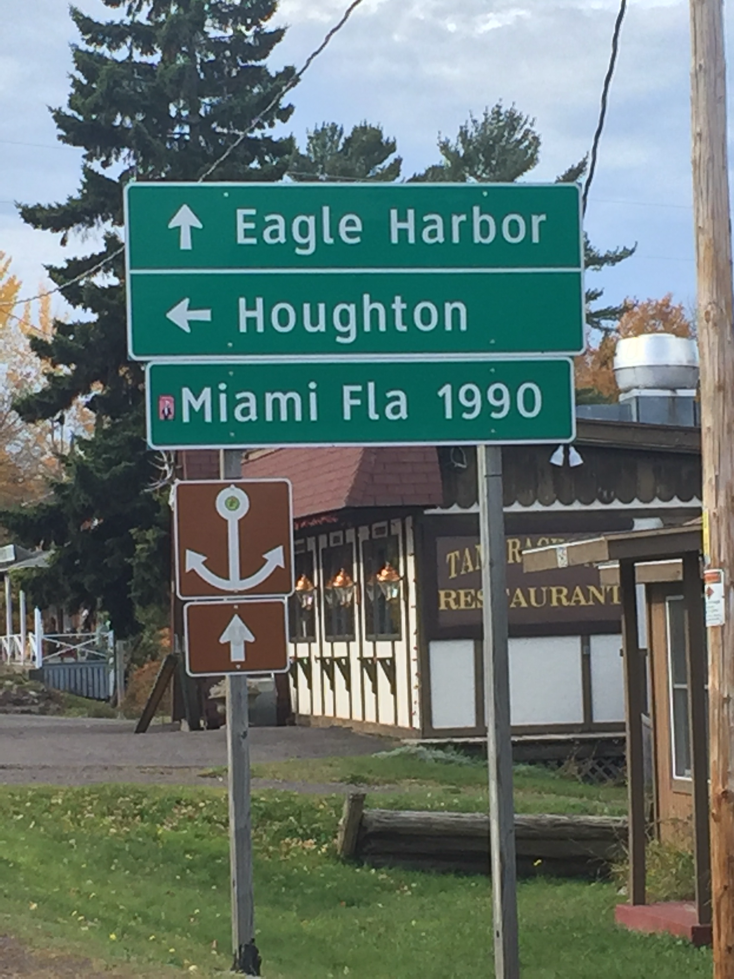 Eagle Harbor
Houghton
Miami Fla 1990
RESTAURANT